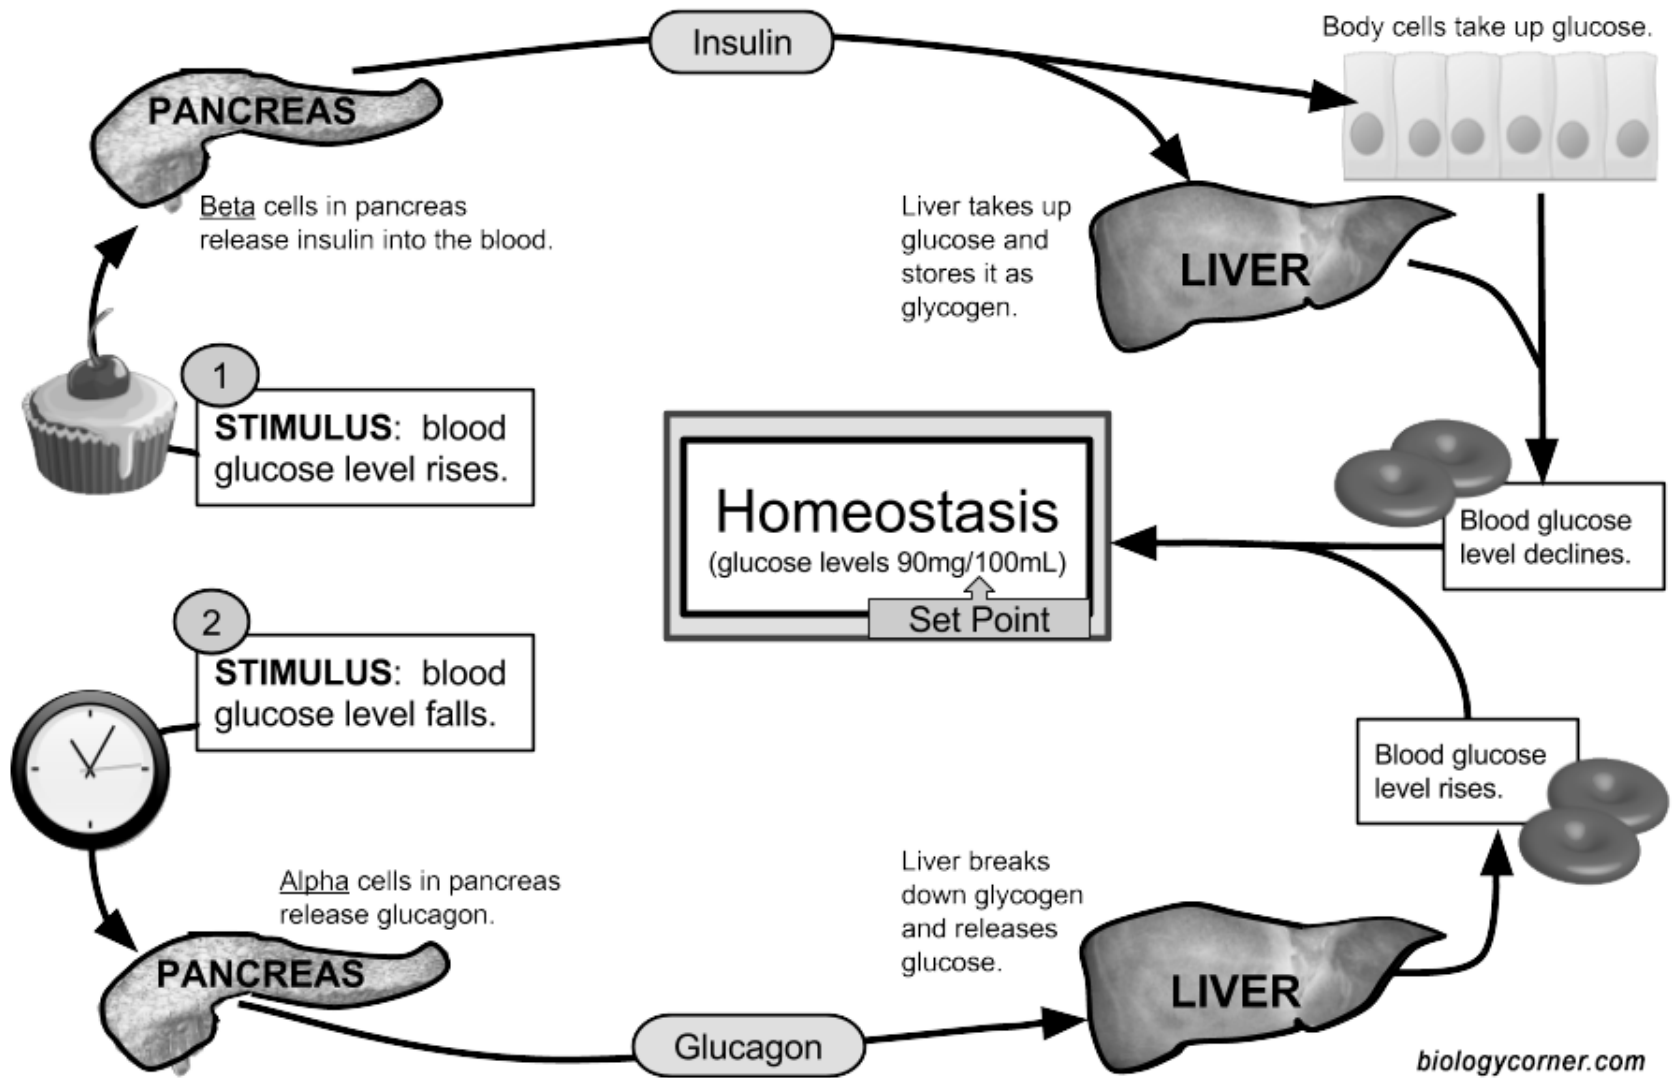 Insulin
Body cells take up glucose.
PANCREAS
Beta cells in pancreas
release insulin into the blood.
Liver takes up
glucose and
stores it as
glycogen.
LIVER
1
STIMULUS: blood
glucose level rises.
Homeostasis
(glucose levels 90mg/100mL)
Set Point
Blood glucose
level declines.
2
STIMULUS: blood
glucose level falls.
Blood glucose
level rises.
Alpha cells in pancreas
release glucagon.
PANCREAS
Glucagon
Liver breaks
down glycogen
and releases
glucose.
LIVER
biologycorner.com